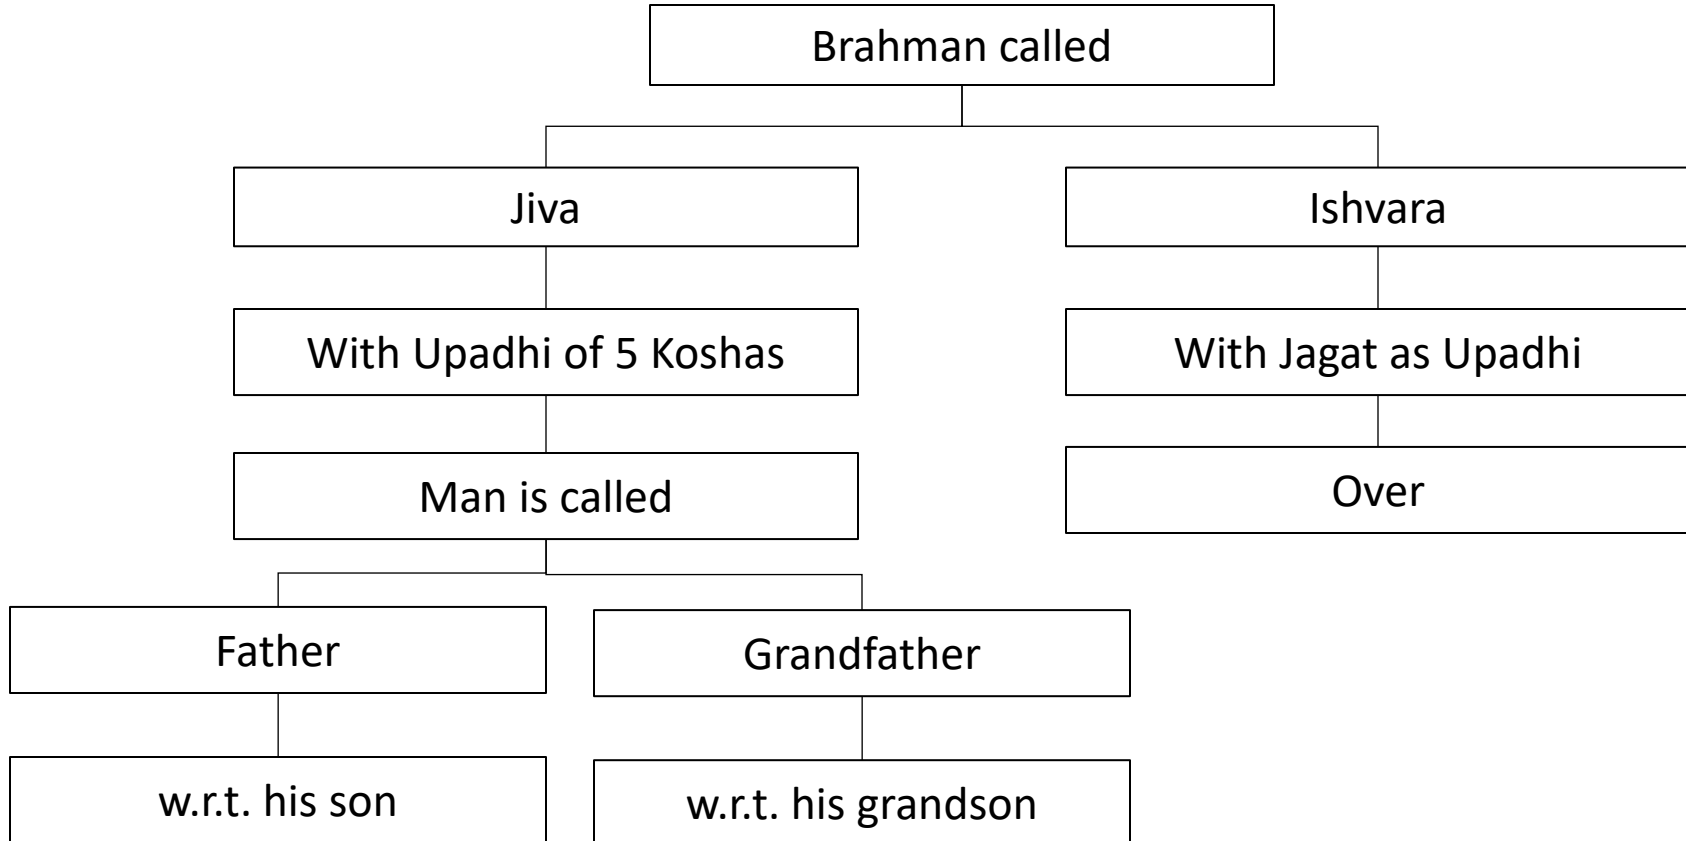 Brahman called
Jiva
Ishvara
With Upadhi of 5 Koshas
With Jagat as Upadhi
Man is called
Over
Father
Grandfather
w.r.t. his son
w.r.t. his grandson